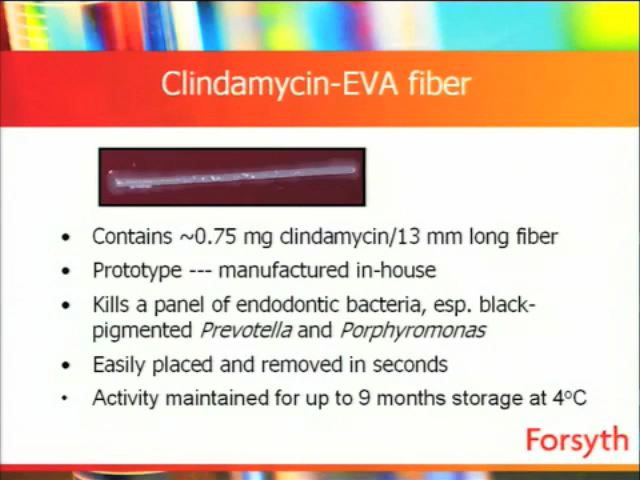 Clindamycin-EVA fiber
• Contains ~0.75 mg clindamycin/13 mm long fiber
• Prototype --- manufactured in-house
• Kills a panel of endodontic bacteria, esp. black-
pigmented Prevotella and Porphyromonas
• Easily placed and removed in seconds
• Activity maintained for up to 9 months storage at 4ºC
Forsyth